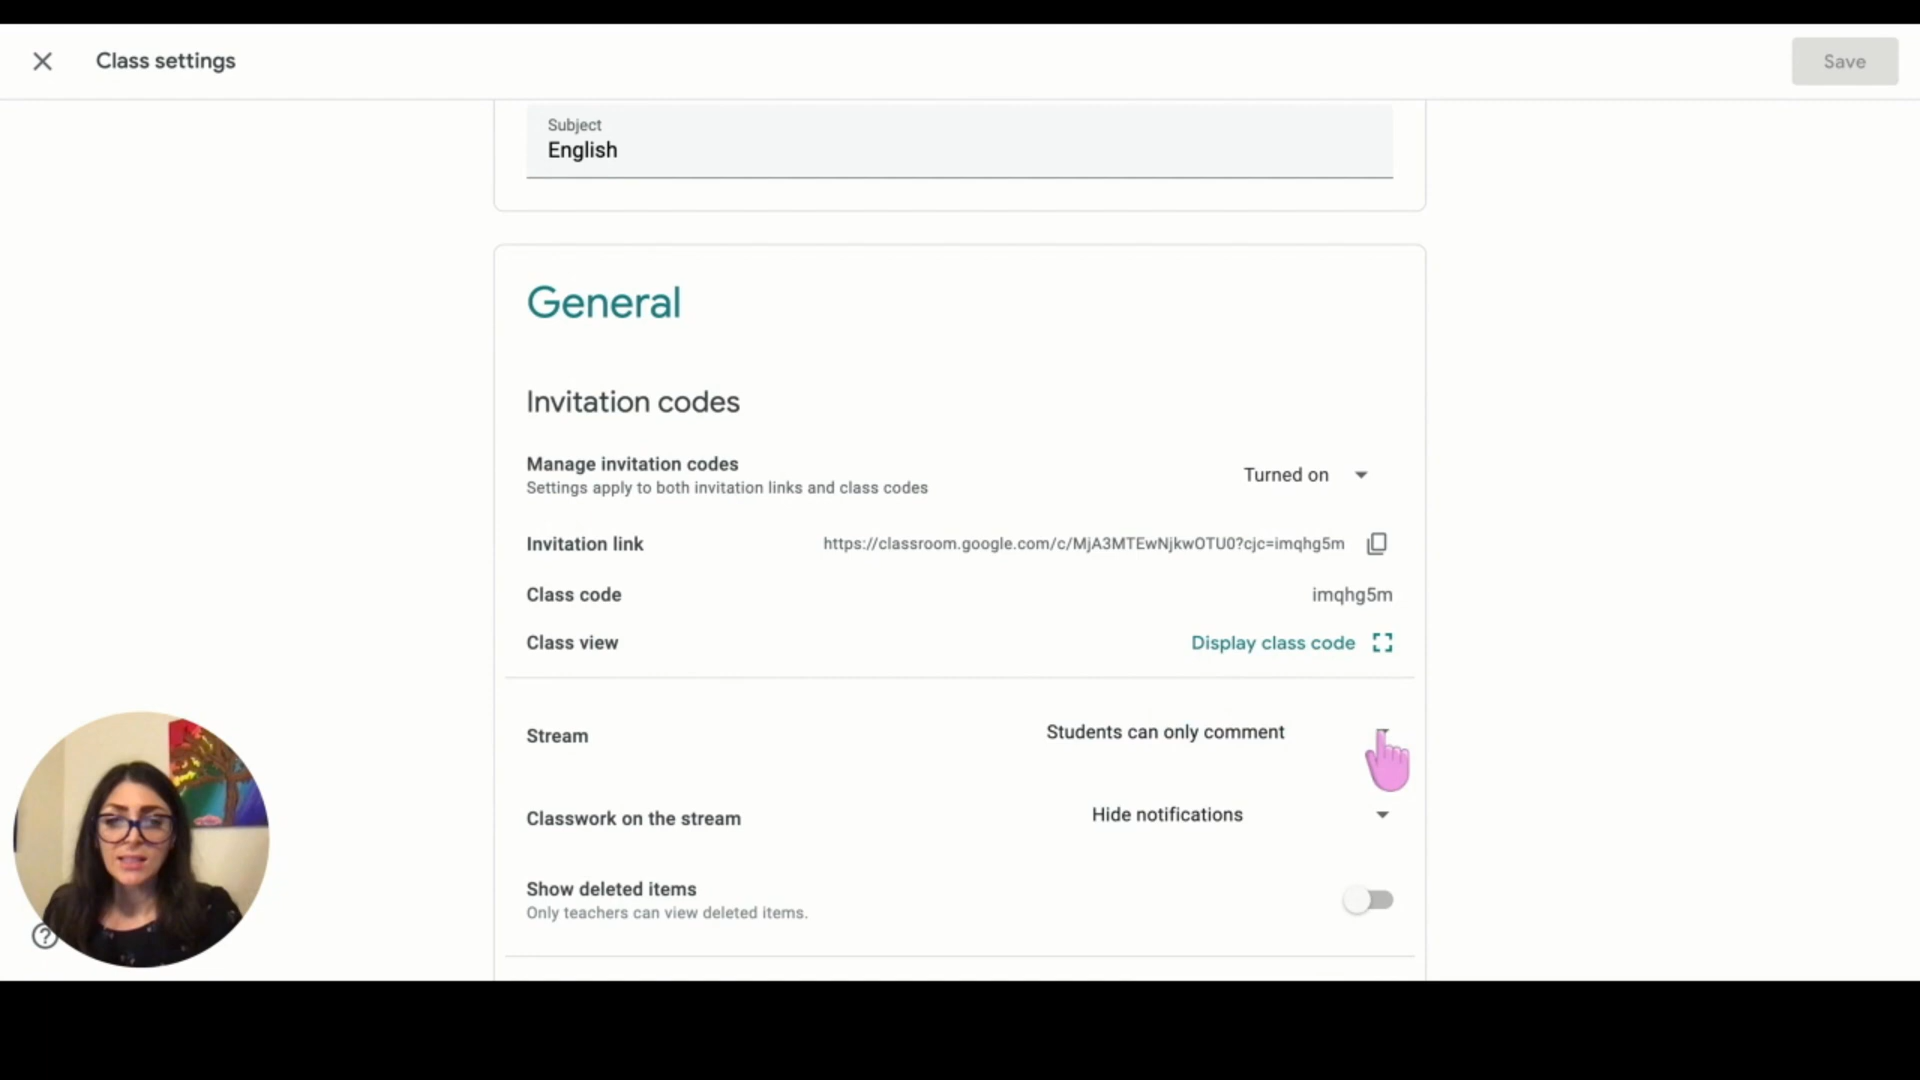 Class settings
Save
Subject
English
General
Invitation codes
Manage invitation codes
Settings apply to both invitation links and class codes
Turned on
Invitation link
https://classroom.google.com/c/MjA3MTEwNjkwOTU0?cjc=imqhg5m
Class code
imqhg5m
Class view
Display class code
Stream
Students can only comment
Classwork on the stream
Hide notifications
Show deleted items
Only teachers can view deleted items.